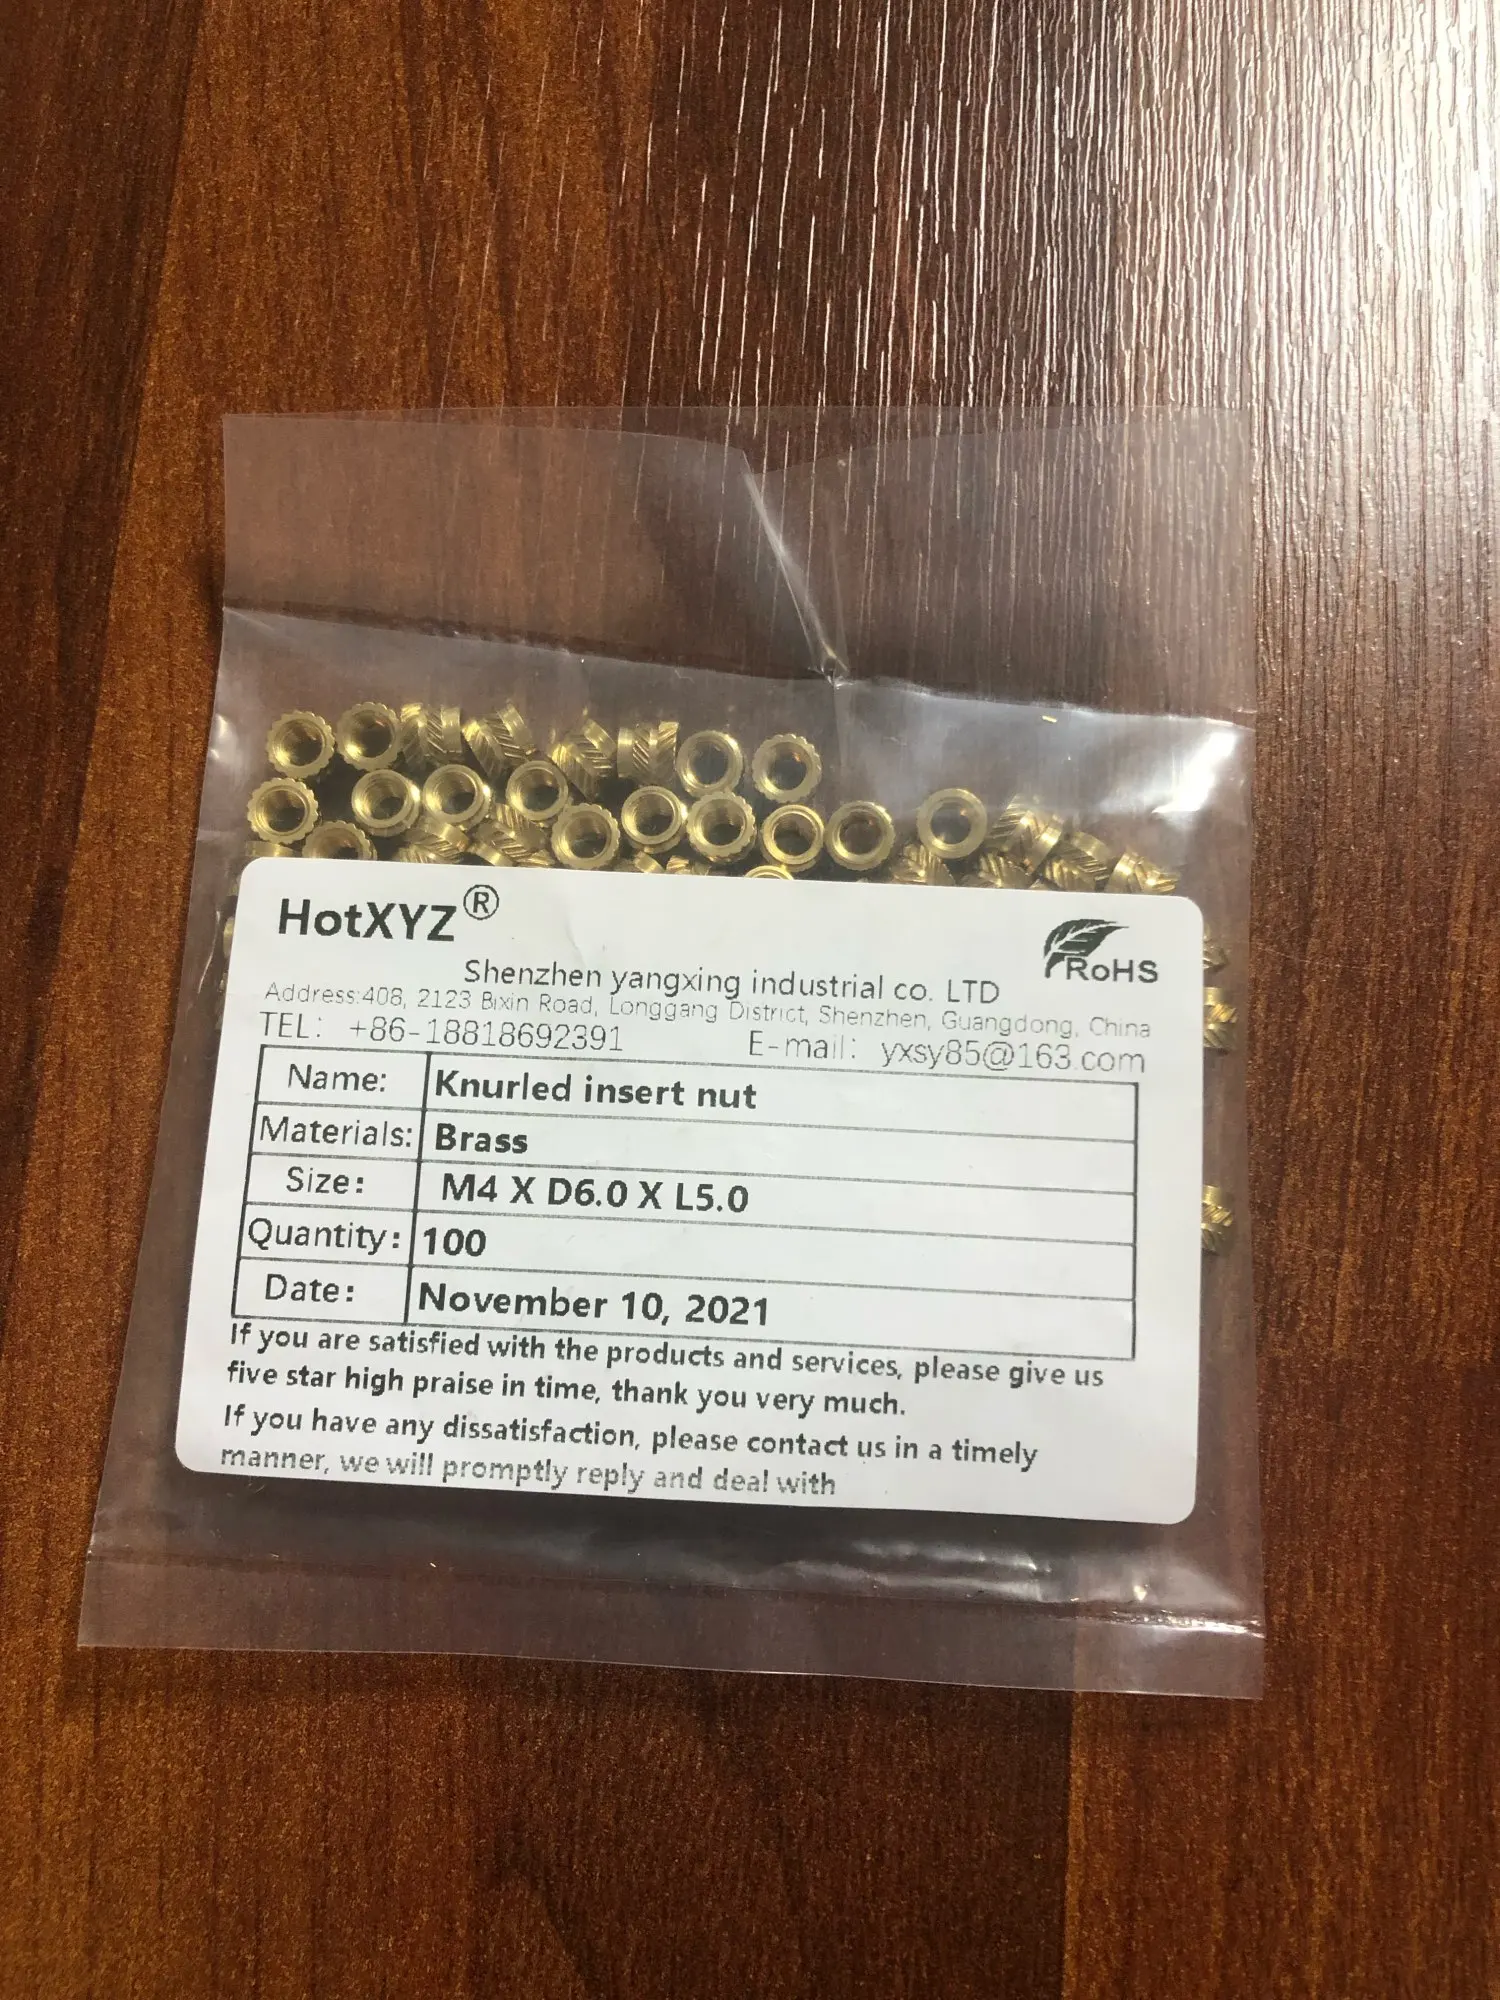 HotXYZ®
RoHS
Shenzhen yangxing industrial co. LTD
Address:408, 2123 Bixin Road, Longgang District, Shenzhen, Guangdong, China
TEL: +86-18818692391 E-mail: yxsy85@163.com
Name: Knurled insert nut
Materials: Brass
Size: M4 X D6.0 X L5.0
Quantity: 100
Date: November 10, 2021
If you are satisfied with the products and services, please give us
five star high praise in time, thank you very much.
If you have any dissatisfaction, please contact us in a timely
manner, we will promptly reply and deal with